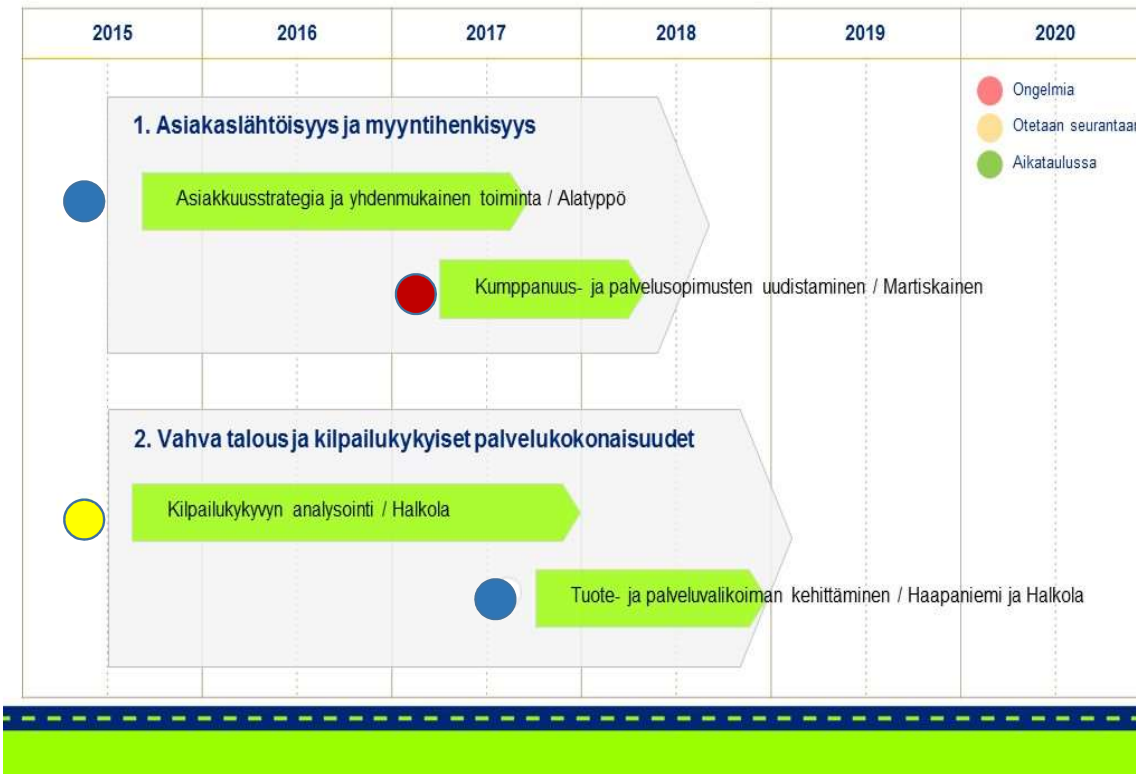 2015 2016 2017 2018 2019 2020
Ongelmia
Otetaan seurantaan
Aikataulussa
1. Asiakaslähtöisyys ja myyntihenkisyys
Asiakkuusstrategia ja yhdenmukainen toiminta / Alatyppö
Kumppanuus- ja palvelusopimusten uudistaminen / Martiskainen
2. Vahva talous ja kilpailukykyiset palvelukokonaisuudet
Kilpailukykyvyn analysointi / Halkola
Tuote- ja palveluvalikoiman kehittäminen / Haapaniemi ja Halkola